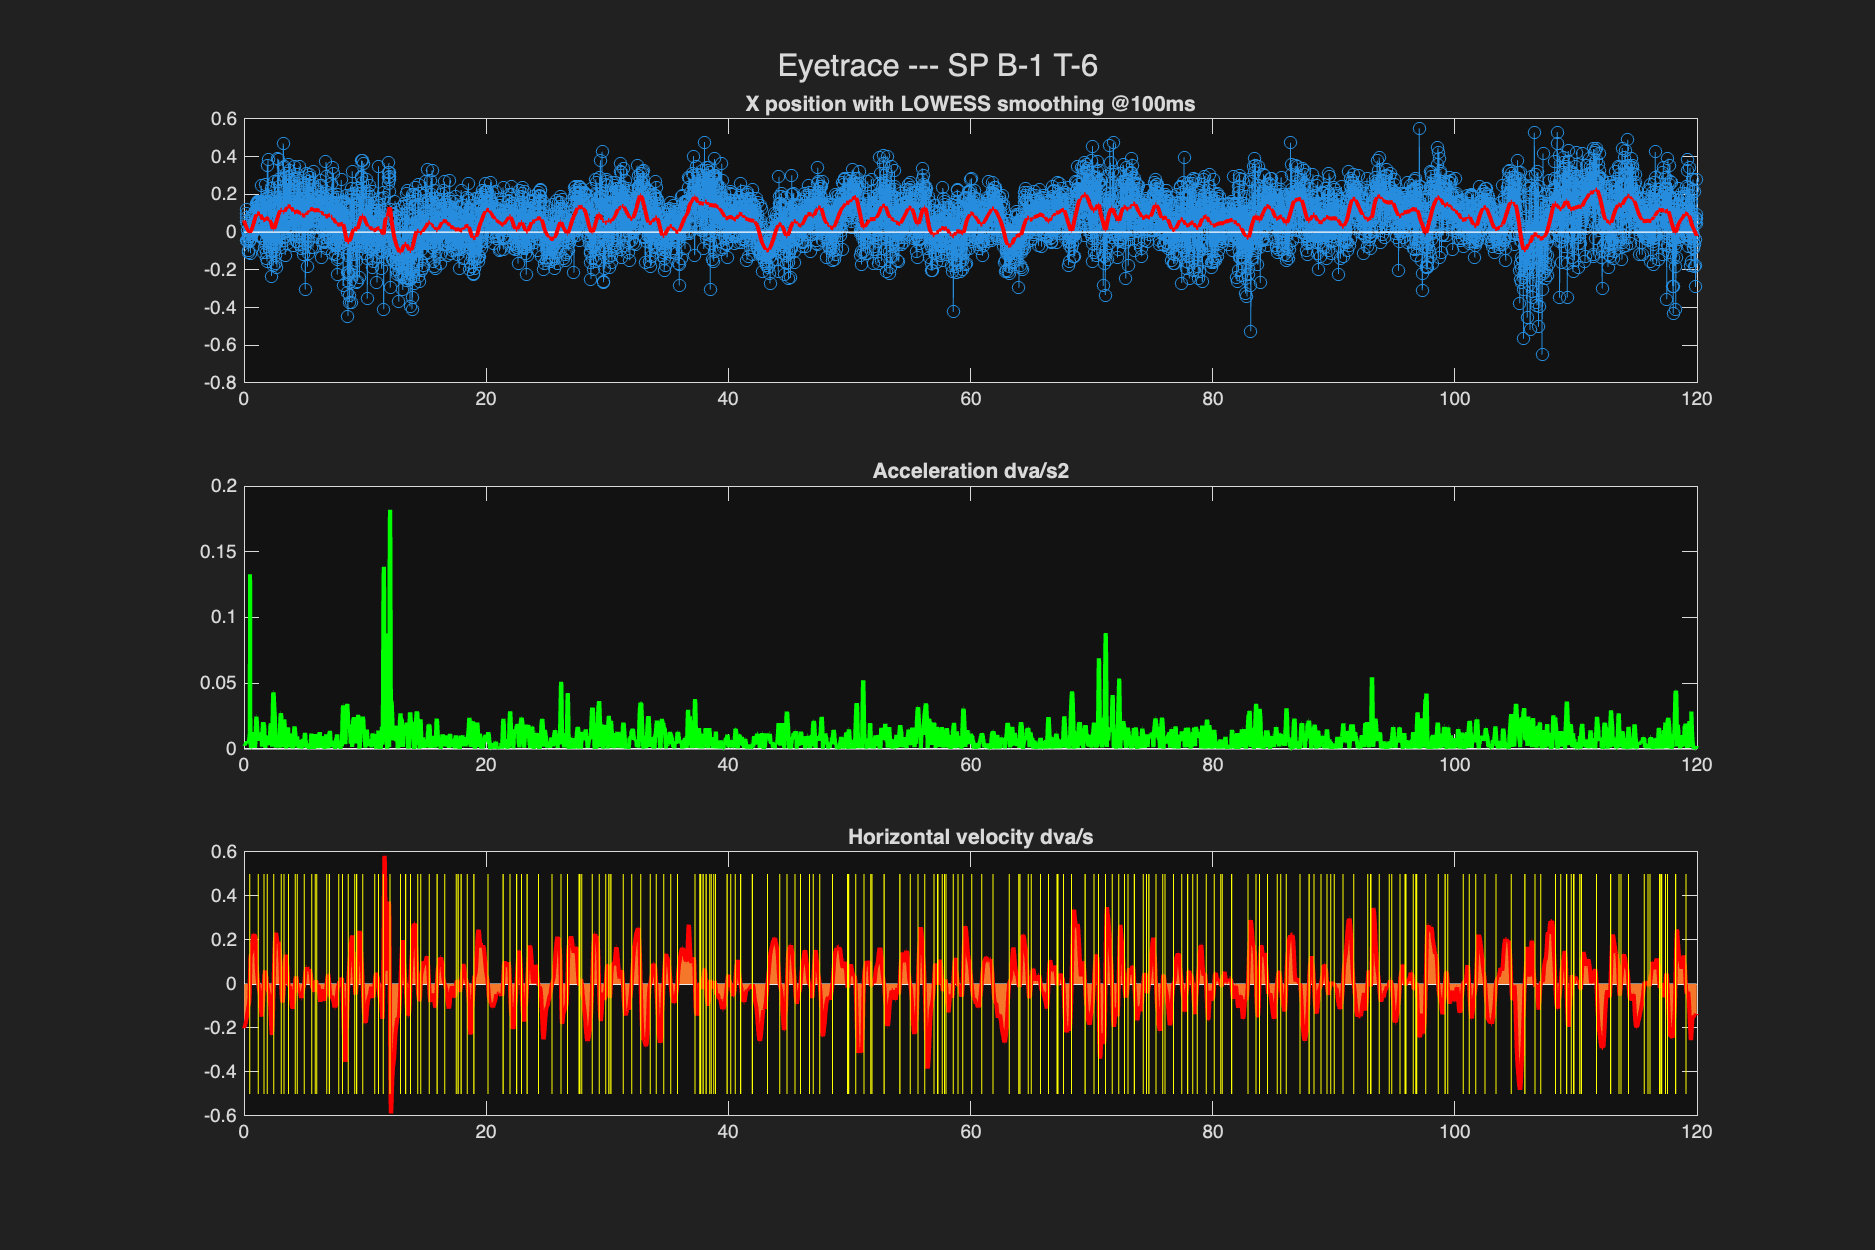 Eyetrace --- SP B-1 T-6
X position with LOWESS smoothing @100ms
0.6
0.4
0.2
0
-0.2
-0.4
-0.6
-0.8
0 20 40 60 80 100 120
Acceleration dva/s2
0.2
0.15
0.1
0.05
0
0 20 40 60 80 100 120
Horizontal velocity dva/s
0.6
0.4
0.2
0
-0.2
-0.4
-0.6
0 20 40 60 80 100 120